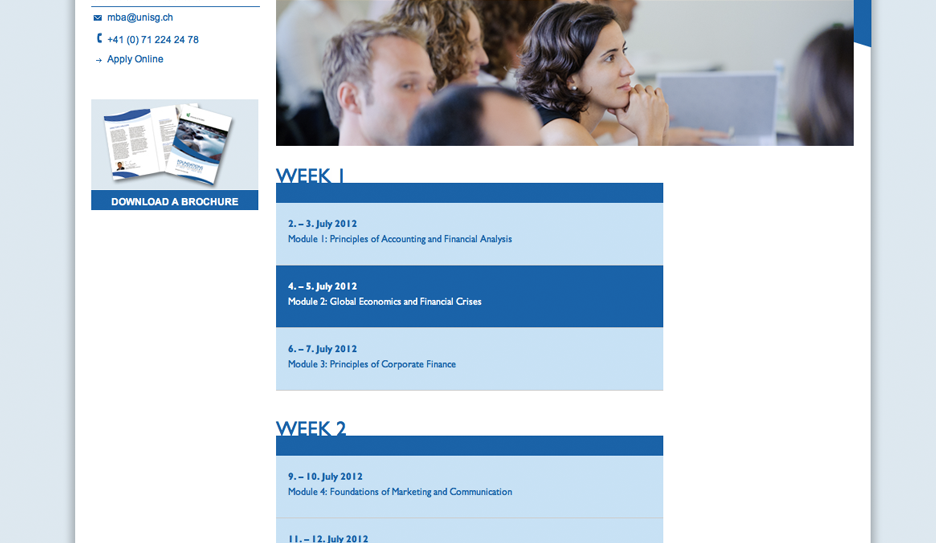 mba@unisg.ch
+41 (0) 71 224 24 78
Apply Online
DOWNLOAD A BROCHURE
WEEK 1
2. – 3. July 2012
Module 1: Principles of Accounting and Financial Analysis
4. – 5. July 2012
Module 2: Global Economics and Financial Crises
6. – 7. July 2012
Module 3: Principles of Corporate Finance
WEEK 2
9. – 10. July 2012
Module 4: Foundations of Marketing and Communication
11. – 12. July 2012